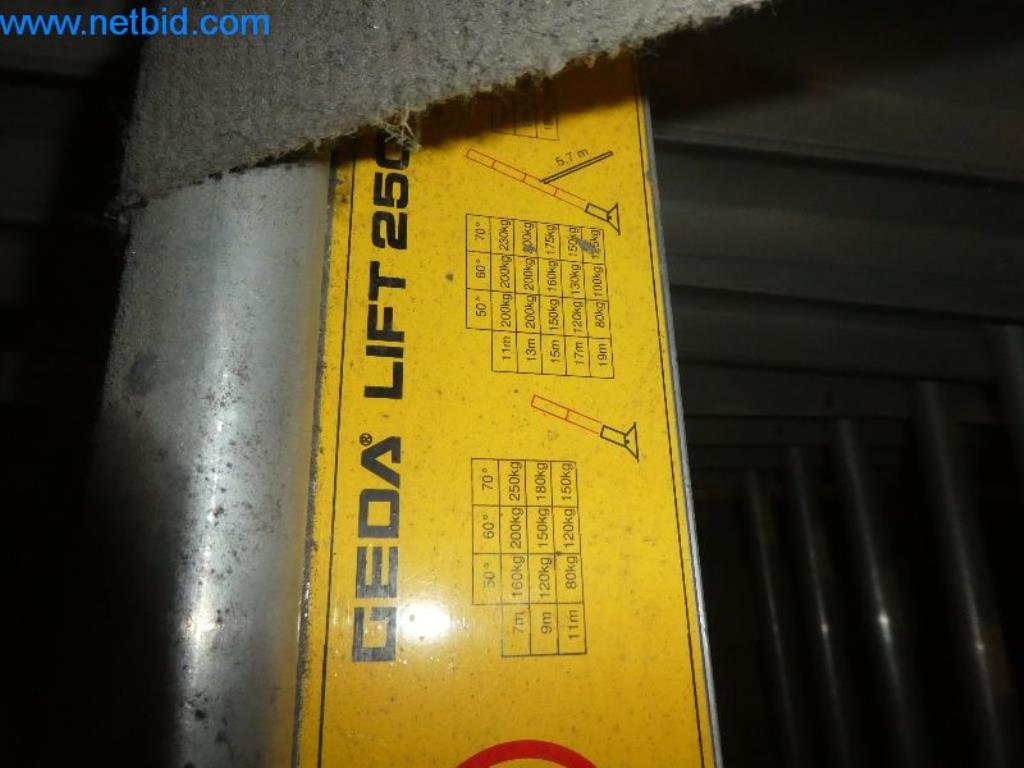 www.netbid.com
GEDA® LIFT 250
50° 60° 70°
7m 160kg 200kg 250kg
9m 120kg 150kg 180kg
11m 80kg 120kg 150kg
50° 60° 70°
11m 200kg 200kg 230kg
13m 200kg 200kg
15m 150kg 160kg 175kg
17m 120kg 130kg 150kg
19m 80kg 100kg
5,7 m